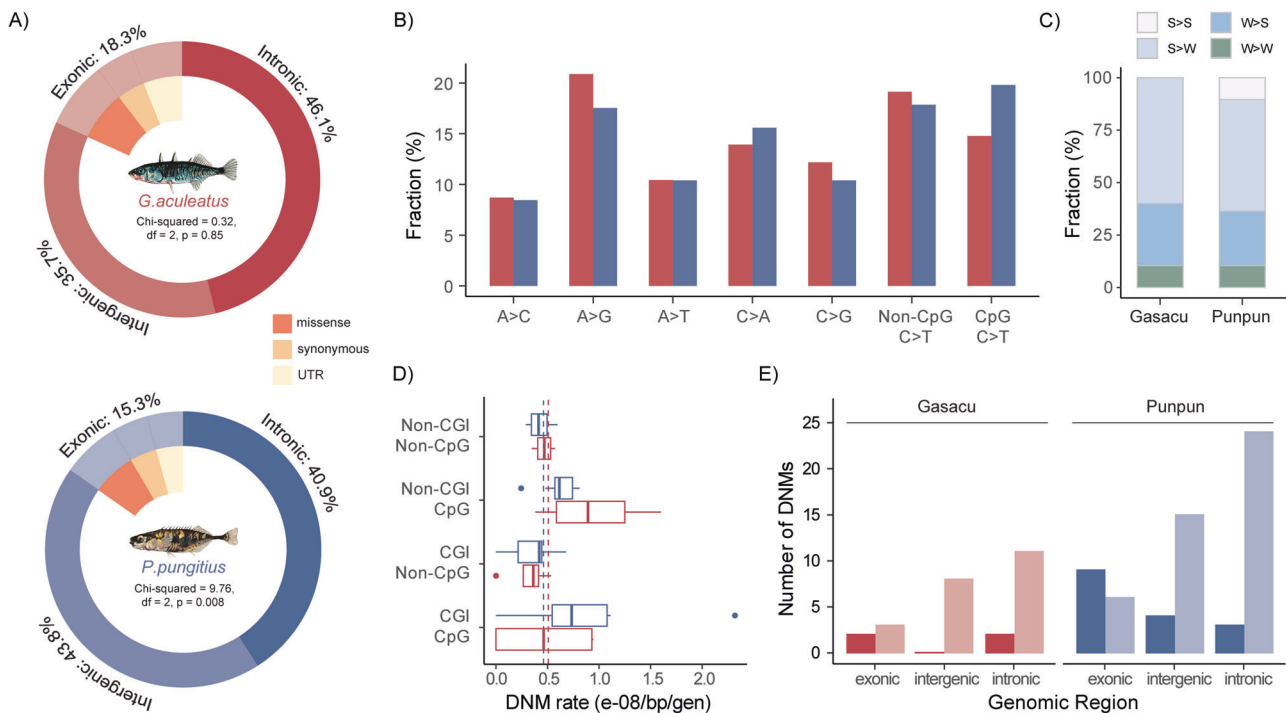 A)
Exonic: 18.3%
Intronic: 46.1%
Intergenic: 35.7%
G.aculeatus
Chi-squared = 0.32,
df = 2, p = 0.85
missense
synonymous
UTR
Exonic: 15.3%
Intronic: 40.9%
Intergenic: 43.8%
P.pungitius
Chi-squared = 9.76,
df = 2, p = 0.008
B)
Fraction (%)
20
15
10
5
0
A>C
A>G
A>T
C>A
C>G
Non-CpG
C>T
CpG
C>T
C)
S>S
W>S
S>W
W>W
Fraction (%)
100
75
50
25
0
Gasacu
Punpun
D)
Non-CGI
Non-CpG
Non-CGI
CpG
CGI
Non-CpG
CGI
CpG
0.0
0.5
1.0
1.5
2.0
DNM rate (e-08/bp/gen)
E)
Gasacu
Punpun
Number of DNMs
25
20
15
10
5
0
exonic
intergenic
intronic
exonic
intergenic
intronic
Genomic Region